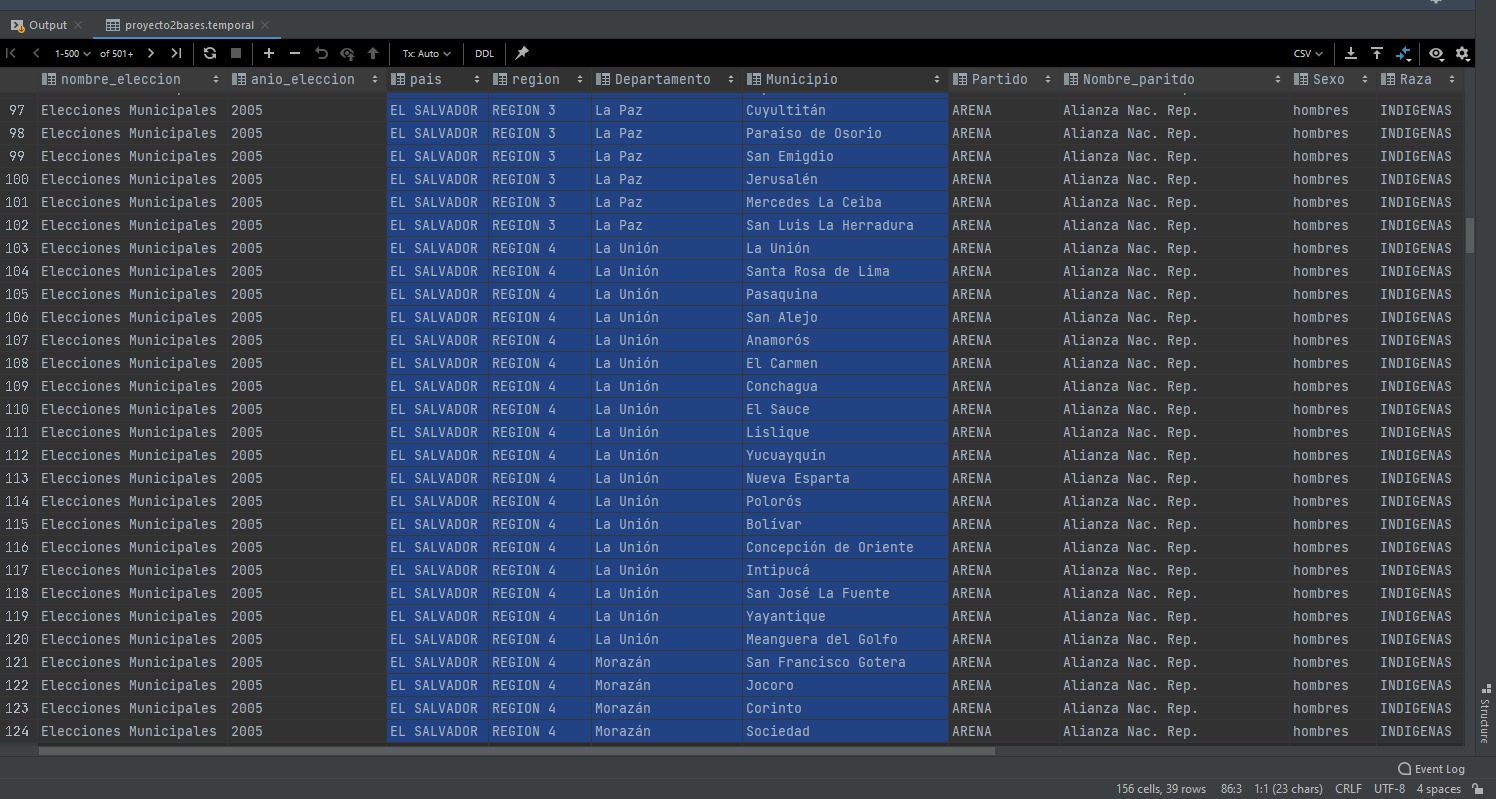 Output proyecto2bases.temporal
1-500 of 501+ Tx: Auto DDL CSV
nombre_eleccion anio_eleccion pais region Departamento Municipio Partido Nombre_paritdo Sexo Raza
97 Elecciones Municipales 2005 EL SALVADOR REGION 3 La Paz Cuyultitán ARENA Alianza Nac. Rep. hombres INDIGENAS
98 Elecciones Municipales 2005 EL SALVADOR REGION 3 La Paz Paraíso de Osorio ARENA Alianza Nac. Rep. hombres INDIGENAS
99 Elecciones Municipales 2005 EL SALVADOR REGION 3 La Paz San Emigdio ARENA Alianza Nac. Rep. hombres INDIGENAS
100 Elecciones Municipales 2005 EL SALVADOR REGION 3 La Paz Jerusalén ARENA Alianza Nac. Rep. hombres INDIGENAS
101 Elecciones Municipales 2005 EL SALVADOR REGION 3 La Paz Mercedes La Ceiba ARENA Alianza Nac. Rep. hombres INDIGENAS
102 Elecciones Municipales 2005 EL SALVADOR REGION 3 La Paz San Luis La Herradura ARENA Alianza Nac. Rep. hombres INDIGENAS
103 Elecciones Municipales 2005 EL SALVADOR REGION 4 La Unión La Unión ARENA Alianza Nac. Rep. hombres INDIGENAS
104 Elecciones Municipales 2005 EL SALVADOR REGION 4 La Unión Santa Rosa de Lima ARENA Alianza Nac. Rep. hombres INDIGENAS
105 Elecciones Municipales 2005 EL SALVADOR REGION 4 La Unión Pasaquina ARENA Alianza Nac. Rep. hombres INDIGENAS
106 Elecciones Municipales 2005 EL SALVADOR REGION 4 La Unión San Alejo ARENA Alianza Nac. Rep. hombres INDIGENAS
107 Elecciones Municipales 2005 EL SALVADOR REGION 4 La Unión Anamorós ARENA Alianza Nac. Rep. hombres INDIGENAS
108 Elecciones Municipales 2005 EL SALVADOR REGION 4 La Unión El Carmen ARENA Alianza Nac. Rep. hombres INDIGENAS
109 Elecciones Municipales 2005 EL SALVADOR REGION 4 La Unión Conchagua ARENA Alianza Nac. Rep. hombres INDIGENAS
110 Elecciones Municipales 2005 EL SALVADOR REGION 4 La Unión El Sauce ARENA Alianza Nac. Rep. hombres INDIGENAS
111 Elecciones Municipales 2005 EL SALVADOR REGION 4 La Unión Lislique ARENA Alianza Nac. Rep. hombres INDIGENAS
112 Elecciones Municipales 2005 EL SALVADOR REGION 4 La Unión Yucuayquín ARENA Alianza Nac. Rep. hombres INDIGENAS
113 Elecciones Municipales 2005 EL SALVADOR REGION 4 La Unión Nueva Esparta ARENA Alianza Nac. Rep. hombres INDIGENAS
114 Elecciones Municipales 2005 EL SALVADOR REGION 4 La Unión Polorós ARENA Alianza Nac. Rep. hombres INDIGENAS
115 Elecciones Municipales 2005 EL SALVADOR REGION 4 La Unión Bolívar ARENA Alianza Nac. Rep. hombres INDIGENAS
116 Elecciones Municipales 2005 EL SALVADOR REGION 4 La Unión Concepción de Oriente ARENA Alianza Nac. Rep. hombres INDIGENAS
117 Elecciones Municipales 2005 EL SALVADOR REGION 4 La Unión Intipucá ARENA Alianza Nac. Rep. hombres INDIGENAS
118 Elecciones Municipales 2005 EL SALVADOR REGION 4 La Unión San José La Fuente ARENA Alianza Nac. Rep. hombres INDIGENAS
119 Elecciones Municipales 2005 EL SALVADOR REGION 4 La Unión Yayantique ARENA Alianza Nac. Rep. hombres INDIGENAS
120 Elecciones Municipales 2005 EL SALVADOR REGION 4 La Unión Meanguera del Golfo ARENA Alianza Nac. Rep. hombres INDIGENAS
121 Elecciones Municipales 2005 EL SALVADOR REGION 4 Morazán San Francisco Gotera ARENA Alianza Nac. Rep. hombres INDIGENAS
122 Elecciones Municipales 2005 EL SALVADOR REGION 4 Morazán Jocoro ARENA Alianza Nac. Rep. hombres INDIGENAS
123 Elecciones Municipales 2005 EL SALVADOR REGION 4 Morazán Corinto ARENA Alianza Nac. Rep. hombres INDIGENAS
124 Elecciones Municipales 2005 EL SALVADOR REGION 4 Morazán Sociedad ARENA Alianza Nac. Rep. hombres INDIGENAS
Structure
Event Log
156 cells, 39 rows 86:3 1:1 (23 chars) CRLF UTF-8 4 spaces